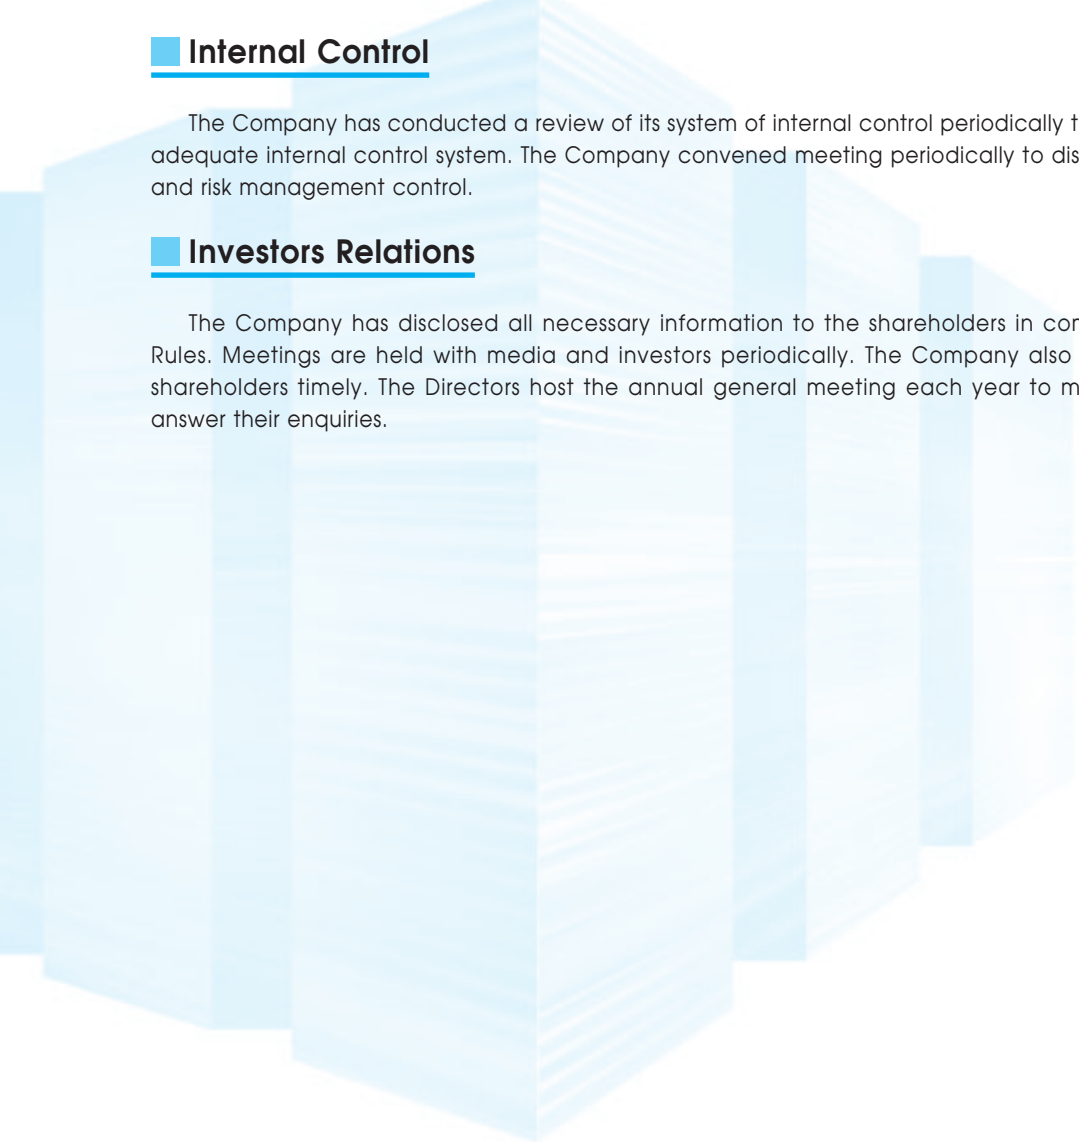 Internal Control
The Company has conducted a review of its system of internal control periodically
adequate internal control system. The Company convened meeting periodically to
and risk management control.
Investors Relations
The Company has disclosed all necessary information to the shareholders in
Rules. Meetings are held with media and investors periodically. The Company also
shareholders timely. The Directors host the annual general meeting each year to
answer their enquiries.